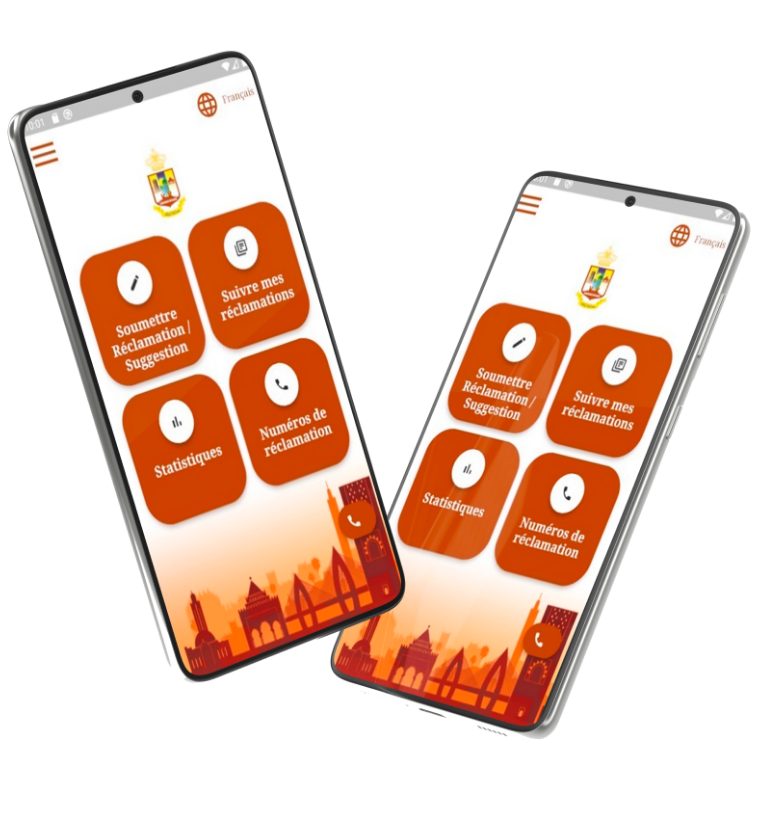 10:01
Français
Soumettre
Réclamation /
Suggestion
Suivre mes
réclamations
Statistiques
Numéros de
réclamation
Français
Soumettre
Réclamation /
Suggestion
Suivre mes
réclamations
Statistiques
Numéros de
réclamation